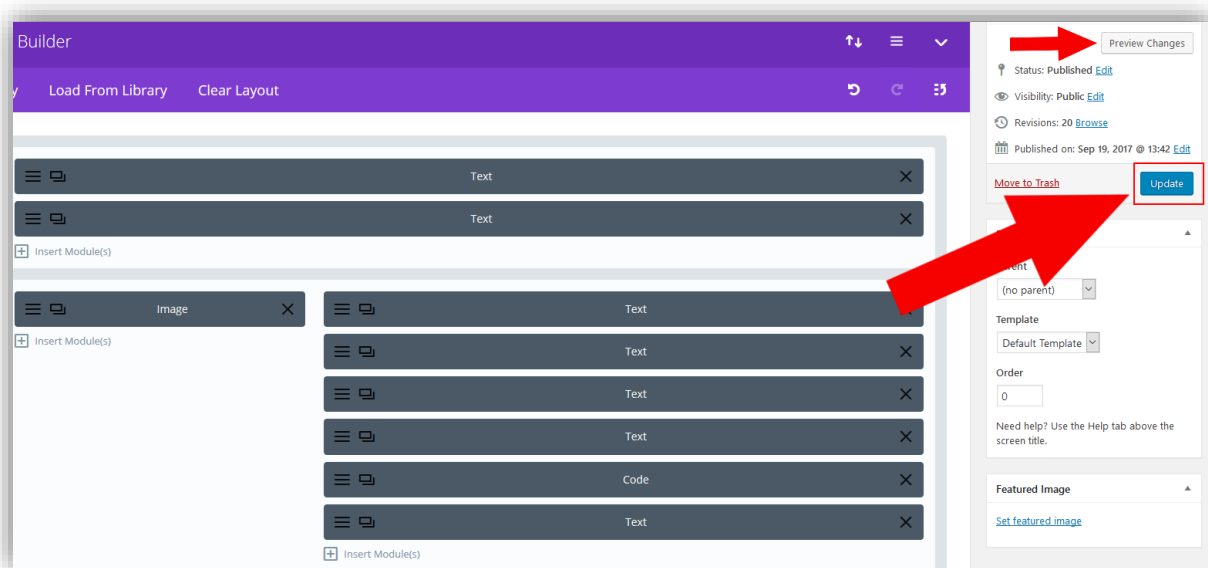 Builder
y Load From Library Clear Layout
Text
Text
Insert Module(s)
Image
Insert Module(s)
Text
Text
Text
Text
Code
Text
Insert Module(s)
Preview Changes
Status: Published Edit
Visibility: Public Edit
Revisions: 20 Browse
Published on: Sep 19, 2017 @ 13:42 Edit
Move to Trash Update
(no parent)
Template
Default Template
Order
0
Need help? Use the Help tab above the
screen title.
Featured Image
Set featured image